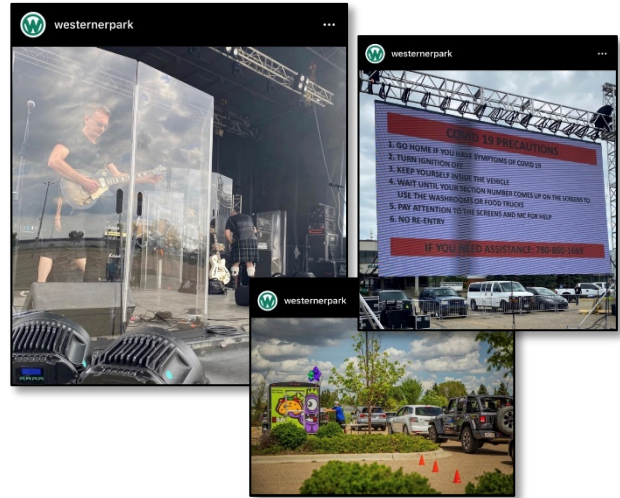 westernerpark
westernerpark
COVID 19 PRECAUTIONS
1. GO HOME IF YOU HAVE SYMPTOMS OF COVID 19
2. TURN IGNITION OFF
3. KEEP YOURSELF INSIDE THE VEHICLE
4. WAIT UNTIL YOUR SECTION NUMBER COMES UP ON THE SCREENS TO
USE THE WASHROOMS OR FOOD TRUCKS
5. PAY ATTENTION TO THE SCREENS AND MC FOR HELP
6. NO RE-ENTRY
IF YOU NEED ASSISTANCE:
westernerpark